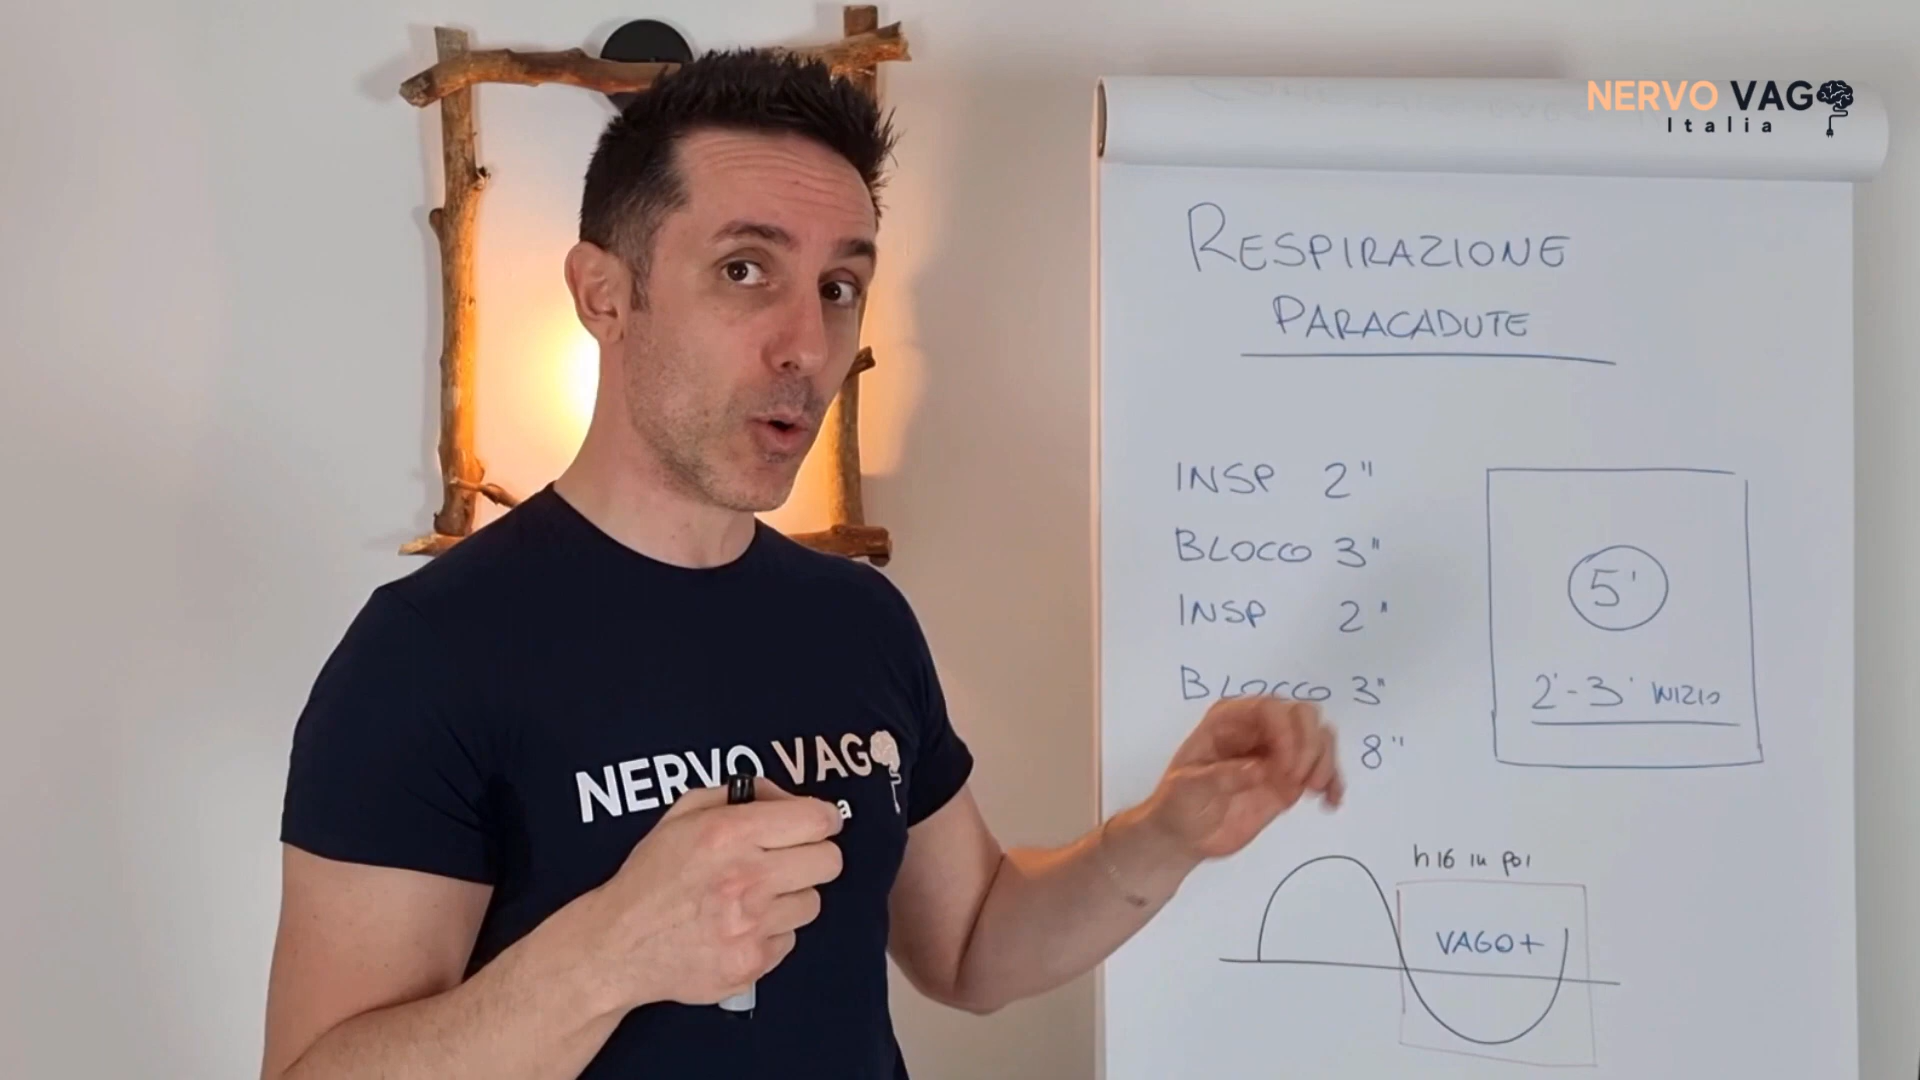 NERVO VAGO
Italia
RESPIRAZIONE
PARACADUTE
INSP 2"
BLOCCO 3"
INSP 2"
BLOCCO 3"
8"
5'
2'-3' INIZIO
h16 in poi
VAGO+
NERVO VAGO
a